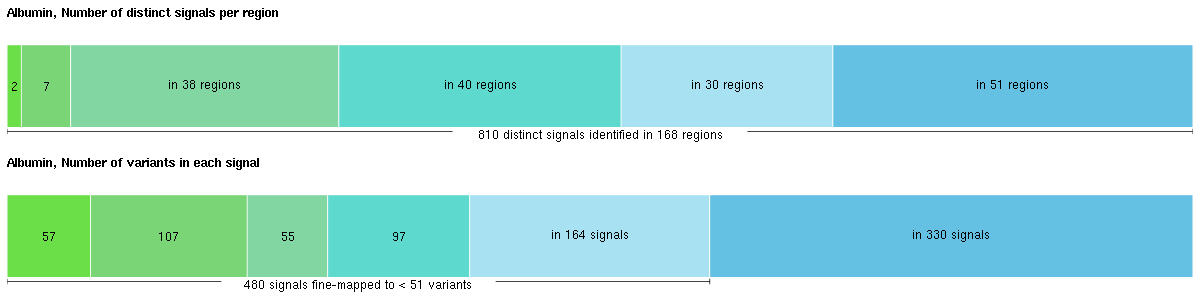 Albumin, Number of distinct signals per region
2 7 in 38 regions in 40 regions in 30 regions in 51 regions
810 distinct signals identified in 168 regions
Albumin, Number of variants in each signal
57 107 55 97 in 164 signals in 330 signals
480 signals fine-mapped to < 51 variants